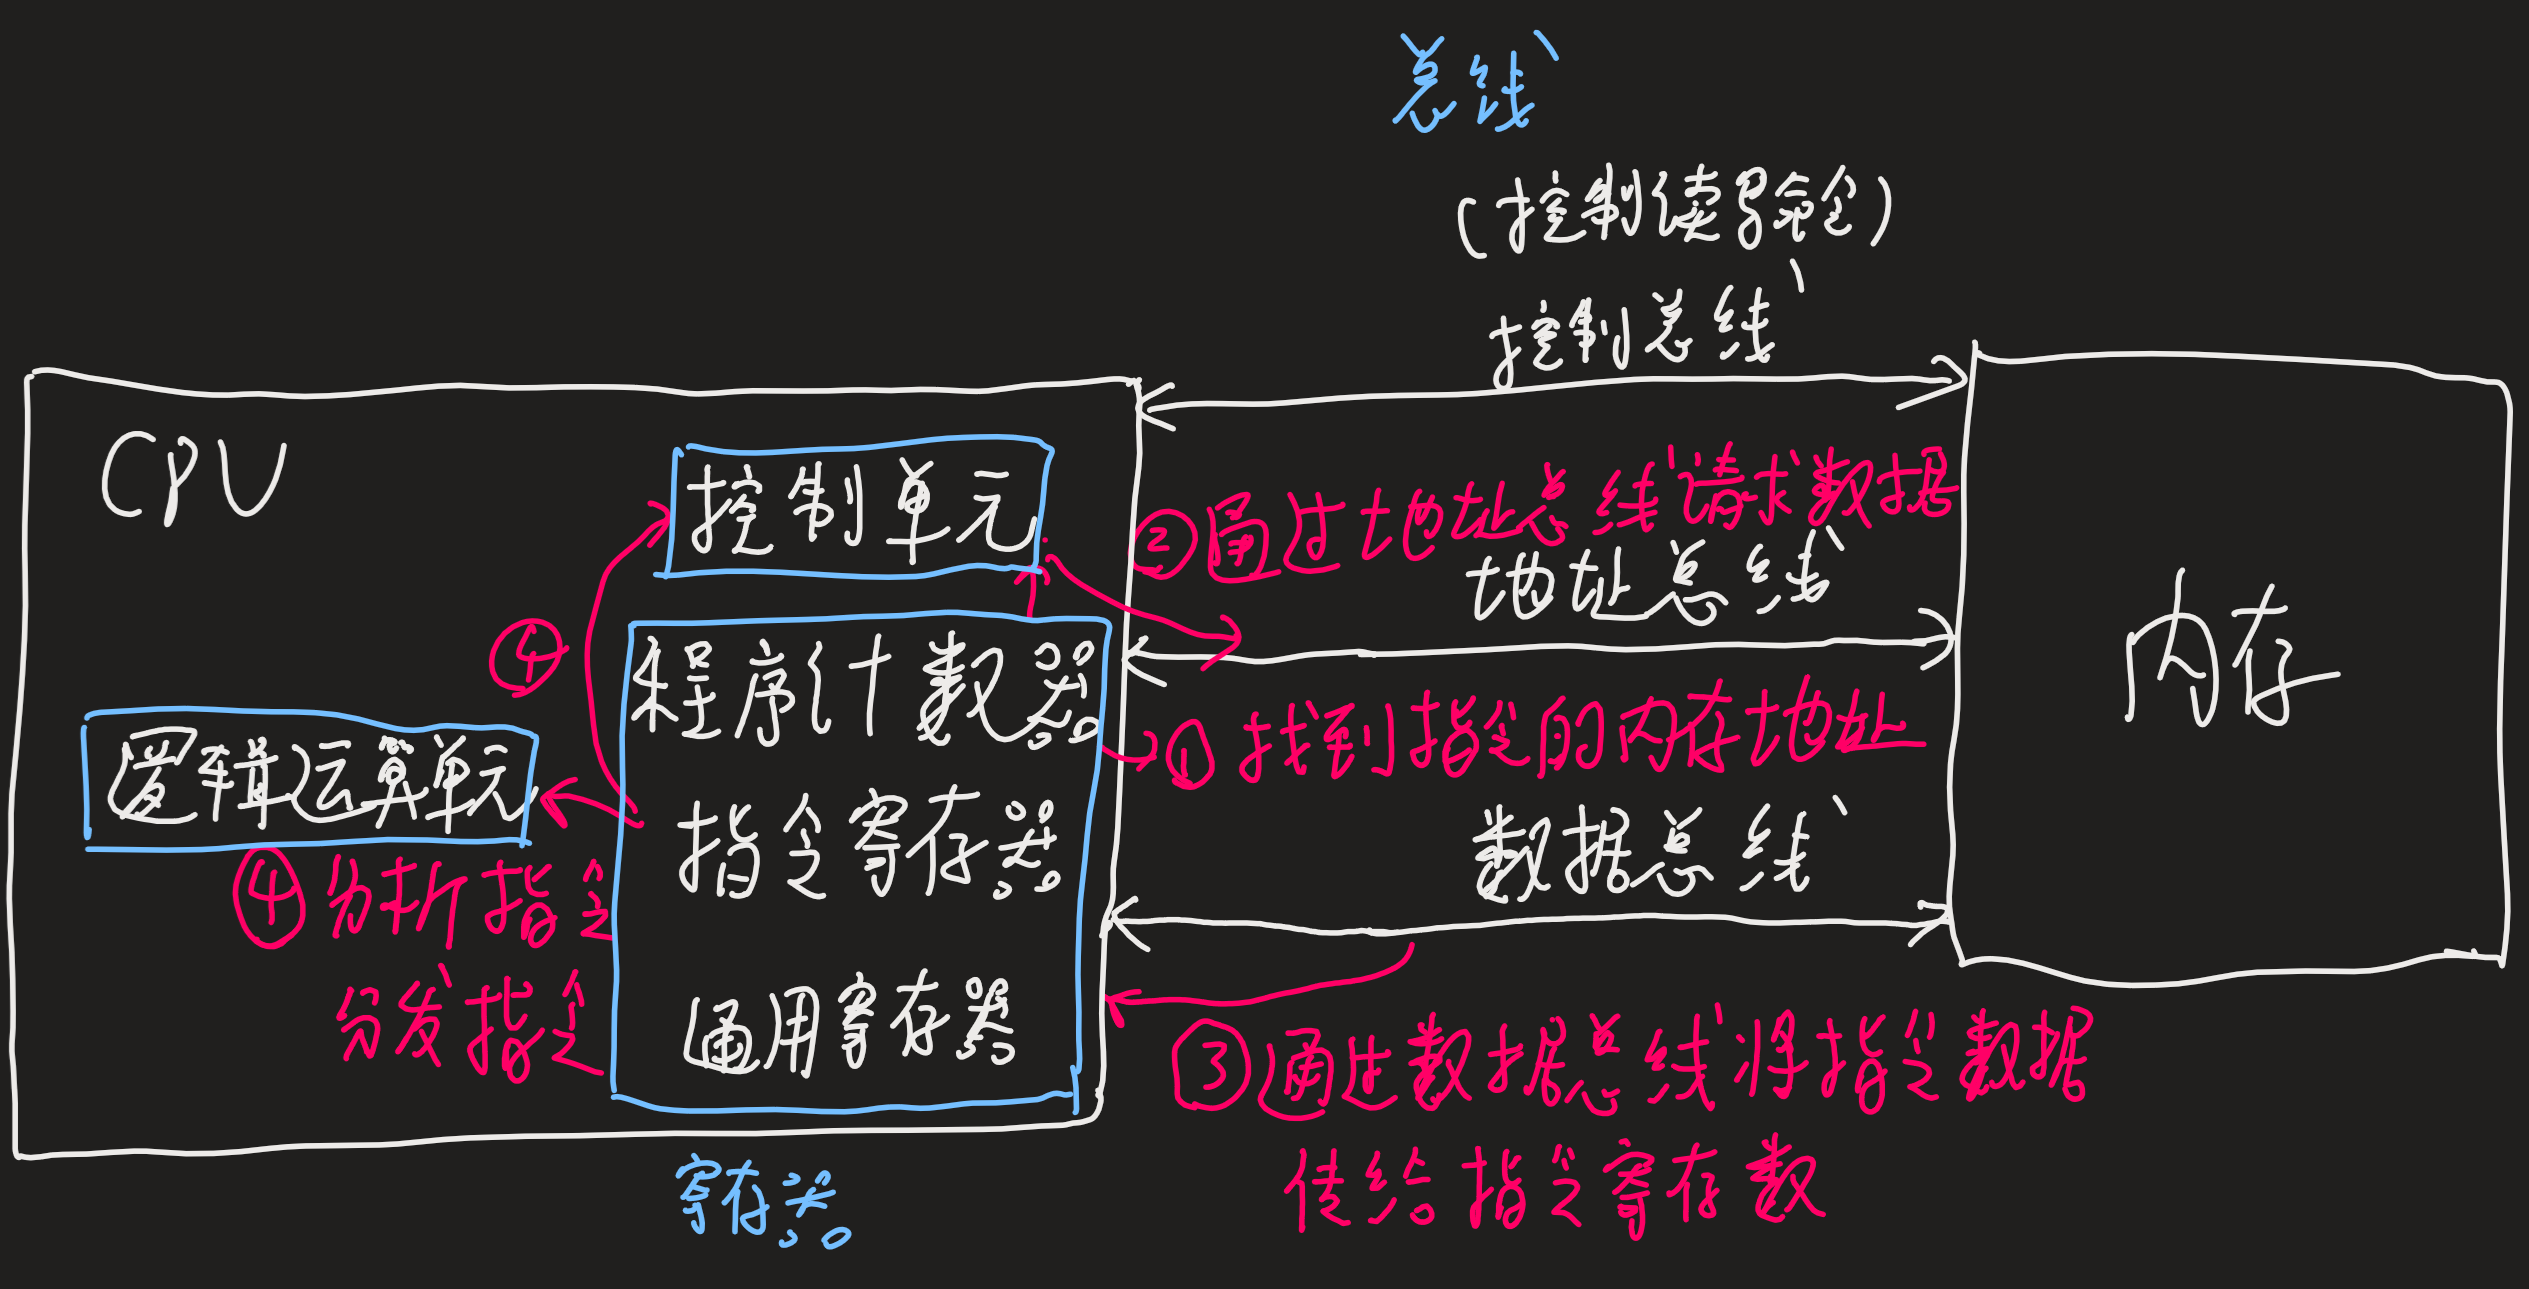 总线
(控制读写命令)
控制总线
CPU
控制单元
②通过地址总线请求数据
地址总线
内存
④
程序计数器
①找到指定的内存地址
逻辑运算单元
指令寄存器
数据总线
④分析指令
分发指令
通用寄存器
③通过数据总线将指令数据
传给指令寄存数
寄存器